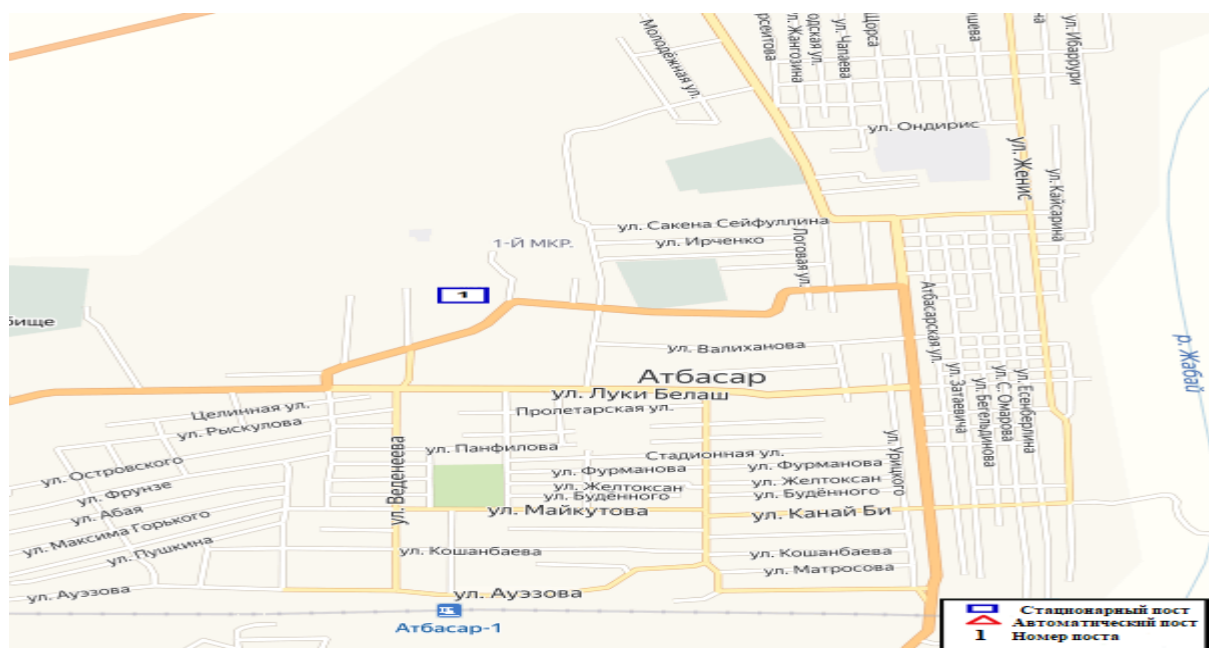 Молодёжная ул.
ул. Жангозина
ул. Чапаева
Щорса
ул. Ибаррури
ул. Ондирис
ул. Женис
ул. Кайсарина
ул. Сакена Сейфуллина
ул. Ирченко
Логовая ул.
1-Й МКР.
1
бище
Атбасарская ул.
р. Жабай
ул. Валиханова
Атбасар
ул. Луки Белаш
Пролетарская ул.
Целинная ул.
ул. Рыскулова
ул. Затаевича
ул. Бегельдинова
ул. С. Омарова
ул. Есенберлина
ул. Панфилова
Стадионная ул.
ул. Урицкого
ул. Островского
ул. Фрунзе
ул. Абая
ул. Максима Горького
ул. Пушкина
ул. Ауэзова
ул. Веденеева
ул. Фурманова
ул. Фурманова
ул. Желтоксан
ул. Желтоксан
ул. Будённого
ул. Будённого
ул. Майкутова
ул. Канай Би
ул. Кошанбаева
ул. Кошанбаева
ул. Матросова
ул. Ауэзова
Атбасар-1
Стационарный пост
Автоматический пост
1 Номер поста